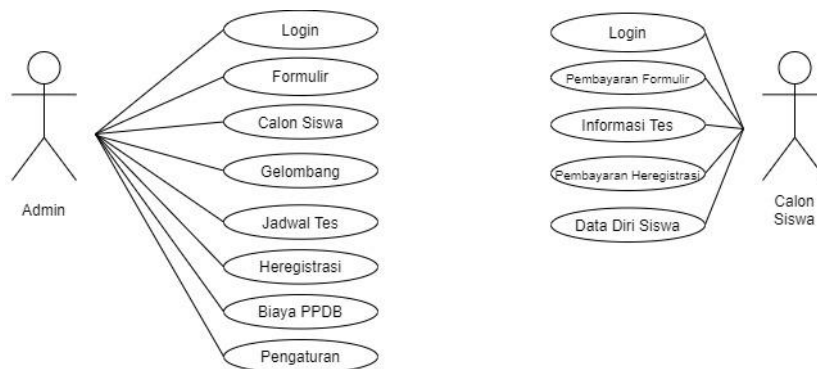 Login
Formulir
Calon Siswa
Gelombang
Jadwal Tes
Heregistrasi
Biaya PPDB
Pengaturan
Admin
Login
Pembayaran Formulir
Informasi Tes
Pembayaran Heregistrasi
Data Diri Siswa
Calon
Siswa